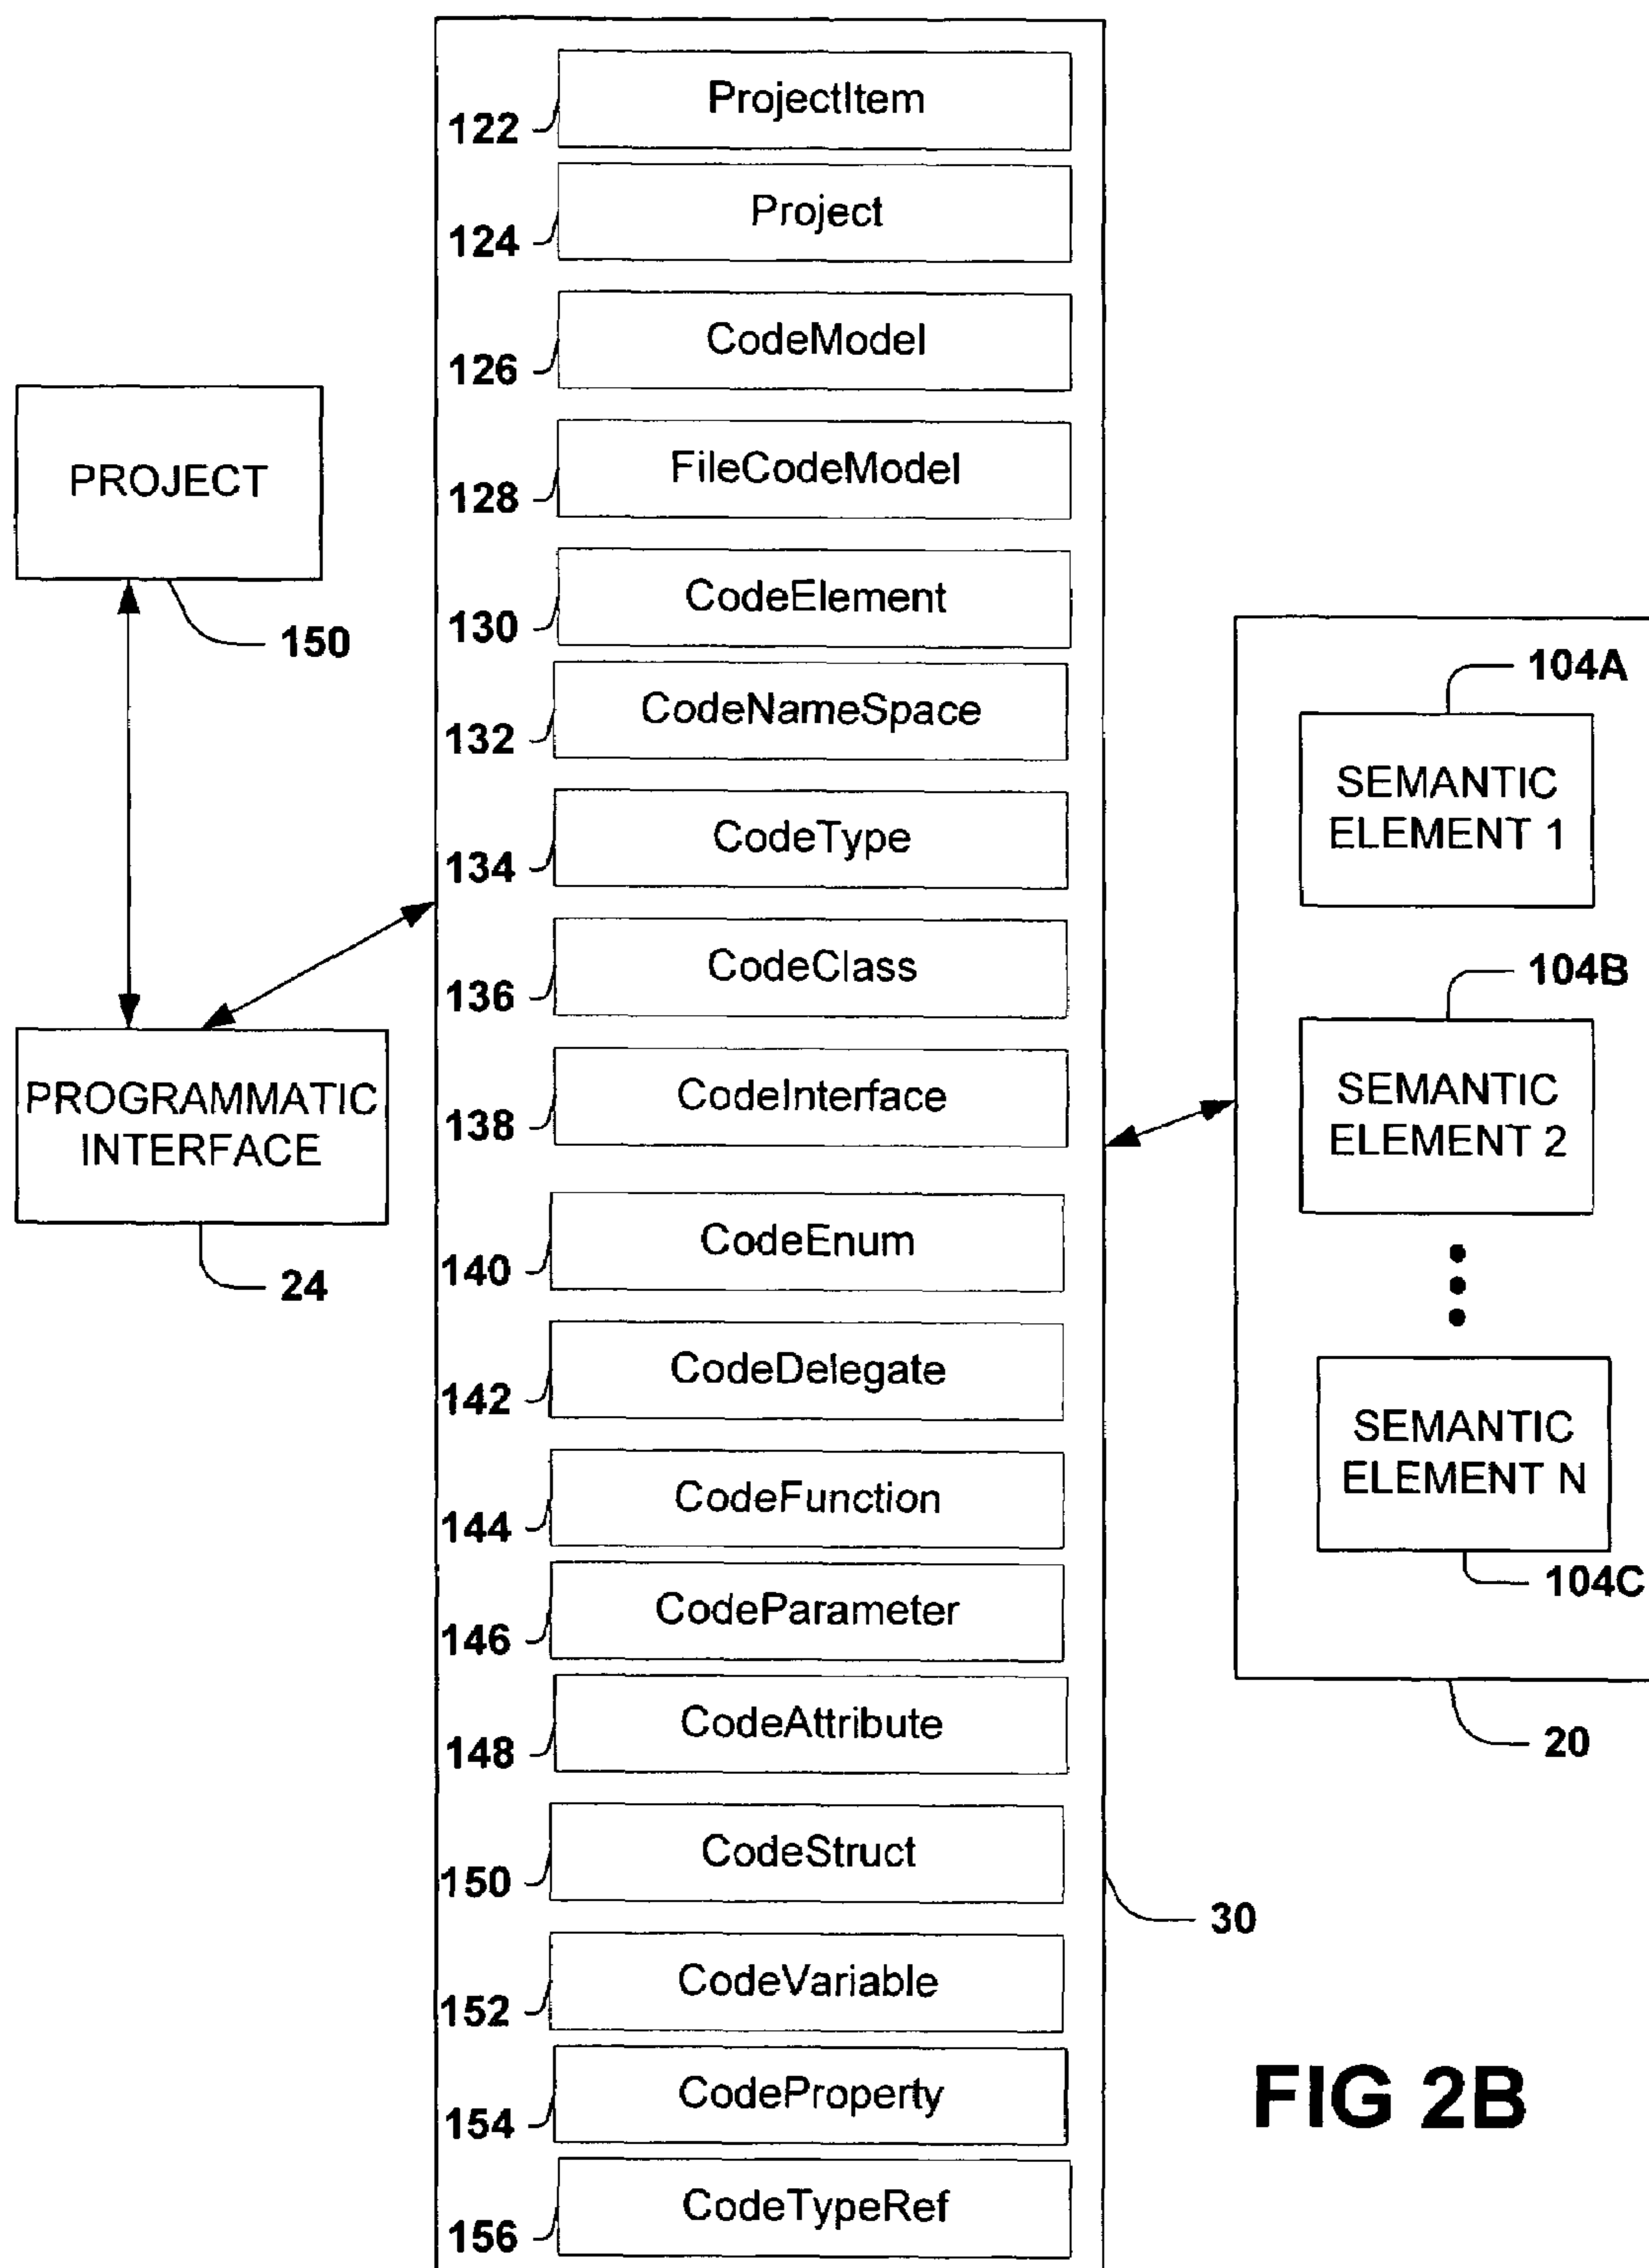 ProjectItem
122
Project
124
CodeModel
126
FileCodeModel
128
CodeElement
130
CodeNameSpace
132
CodeType
134
CodeClass
136
CodeInterface
138
CodeEnum
140
CodeDelegate
142
CodeFunction
144
CodeParameter
146
CodeAttribute
148
CodeStruct
150
CodeVariable
152
CodeProperty
154
CodeTypeRef
156
30
PROJECT
150
PROGRAMMATIC
INTERFACE
24
104A
SEMANTIC
ELEMENT 1
104B
SEMANTIC
ELEMENT 2
SEMANTIC
ELEMENT N
104C
20
FIG 2B